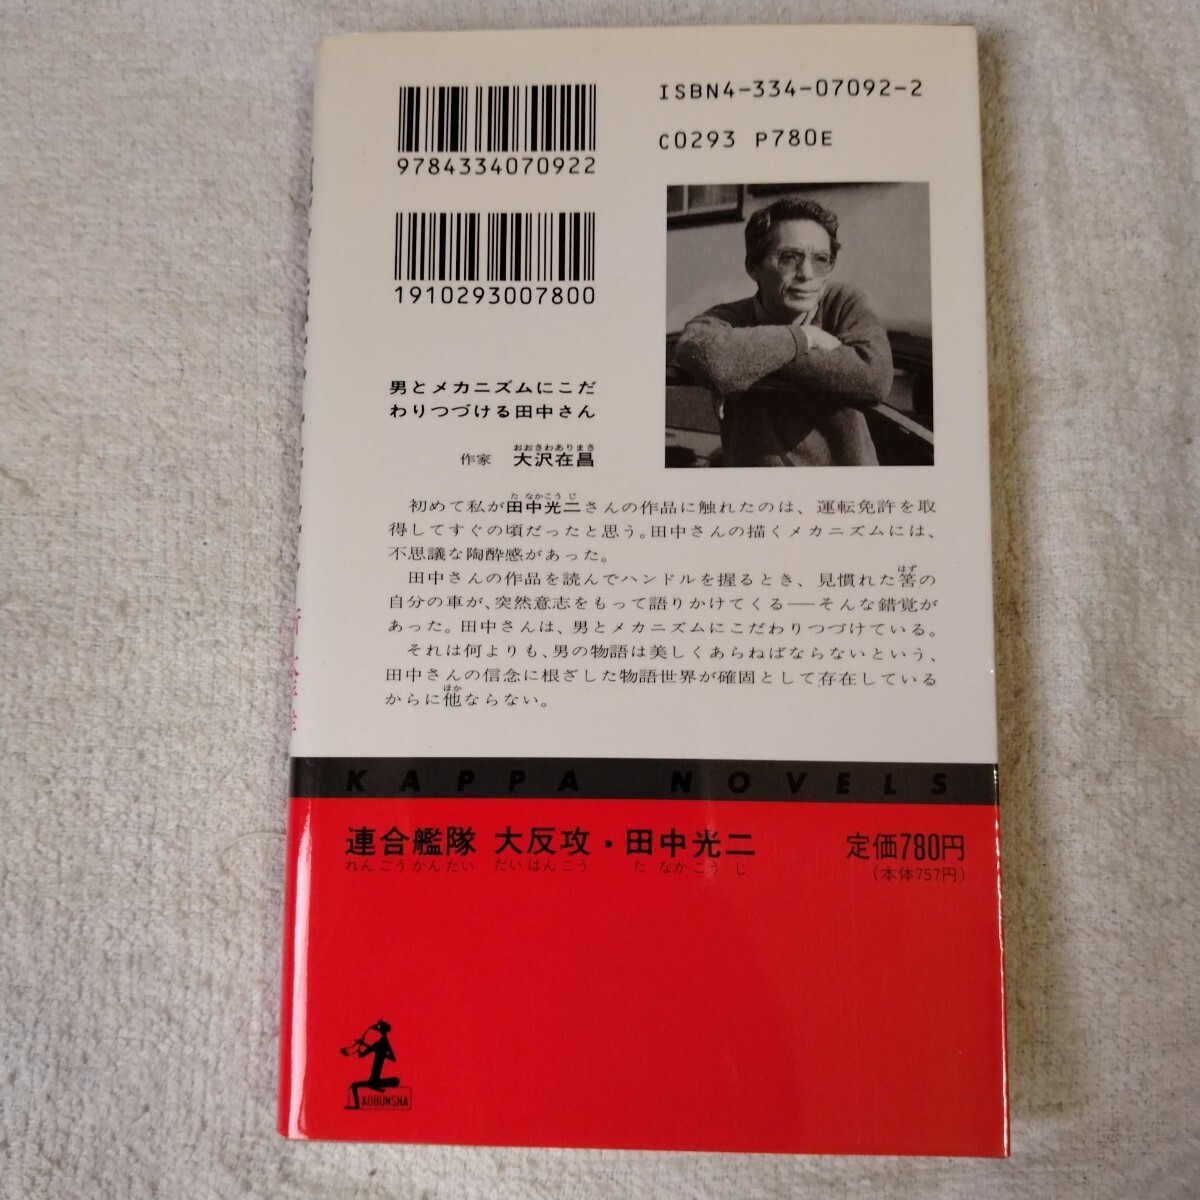 ISBN4-334-07092-2
C0293 P780E
9784334070922
1910293007800
男とメカニズムにこだ
わりつづける田中さん
おおさわありまさ
作家 大沢在昌
た なかこう じ
初めて私が田中光二さんの作品に触れたのは、運転免許を取
得してすぐの頃だったと思う。田中さんの描くメカニズムには、
不思議な陶酔感があった。
はず
田中さんの作品を読んでハンドルを握るとき、見慣れた筈の
自分の車が、突然意志をもって語りかけてくる——そんな錯覚が
あった。田中さんは、男とメカニズムにこだわりつづけている。
それは何よりも、男の物語は美しくあらねばならないという、
田中さんの信念に根ざした物語世界が確固として存在している
ほか
からに他ならない。
KAPPA NOVELS
連合艦隊 大反攻・田中光二 定価780円
れんごうかんたい だいはんこう た なかこう じ (本体757円)
KOBUNSHA